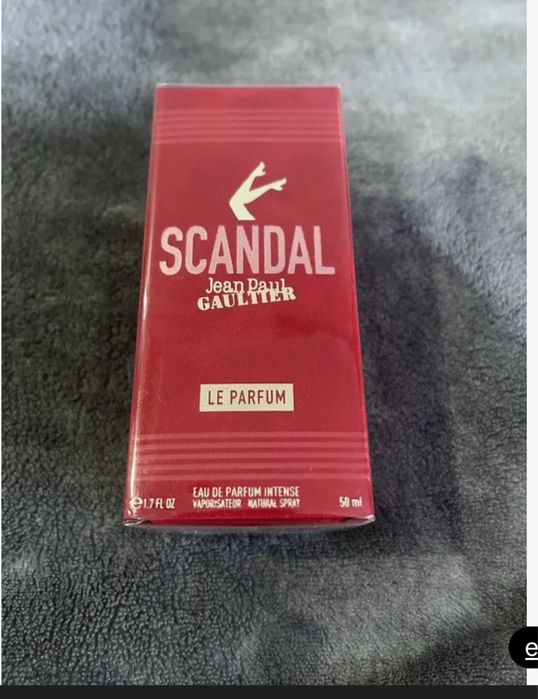 SCANDAL
Jean Paul
GAULTIER
LE PARFUM
EAU DE PARFUM INTENSE
℮1.7 FL OZ VAPORISATEUR NATURAL SPRAY 50 ml
e